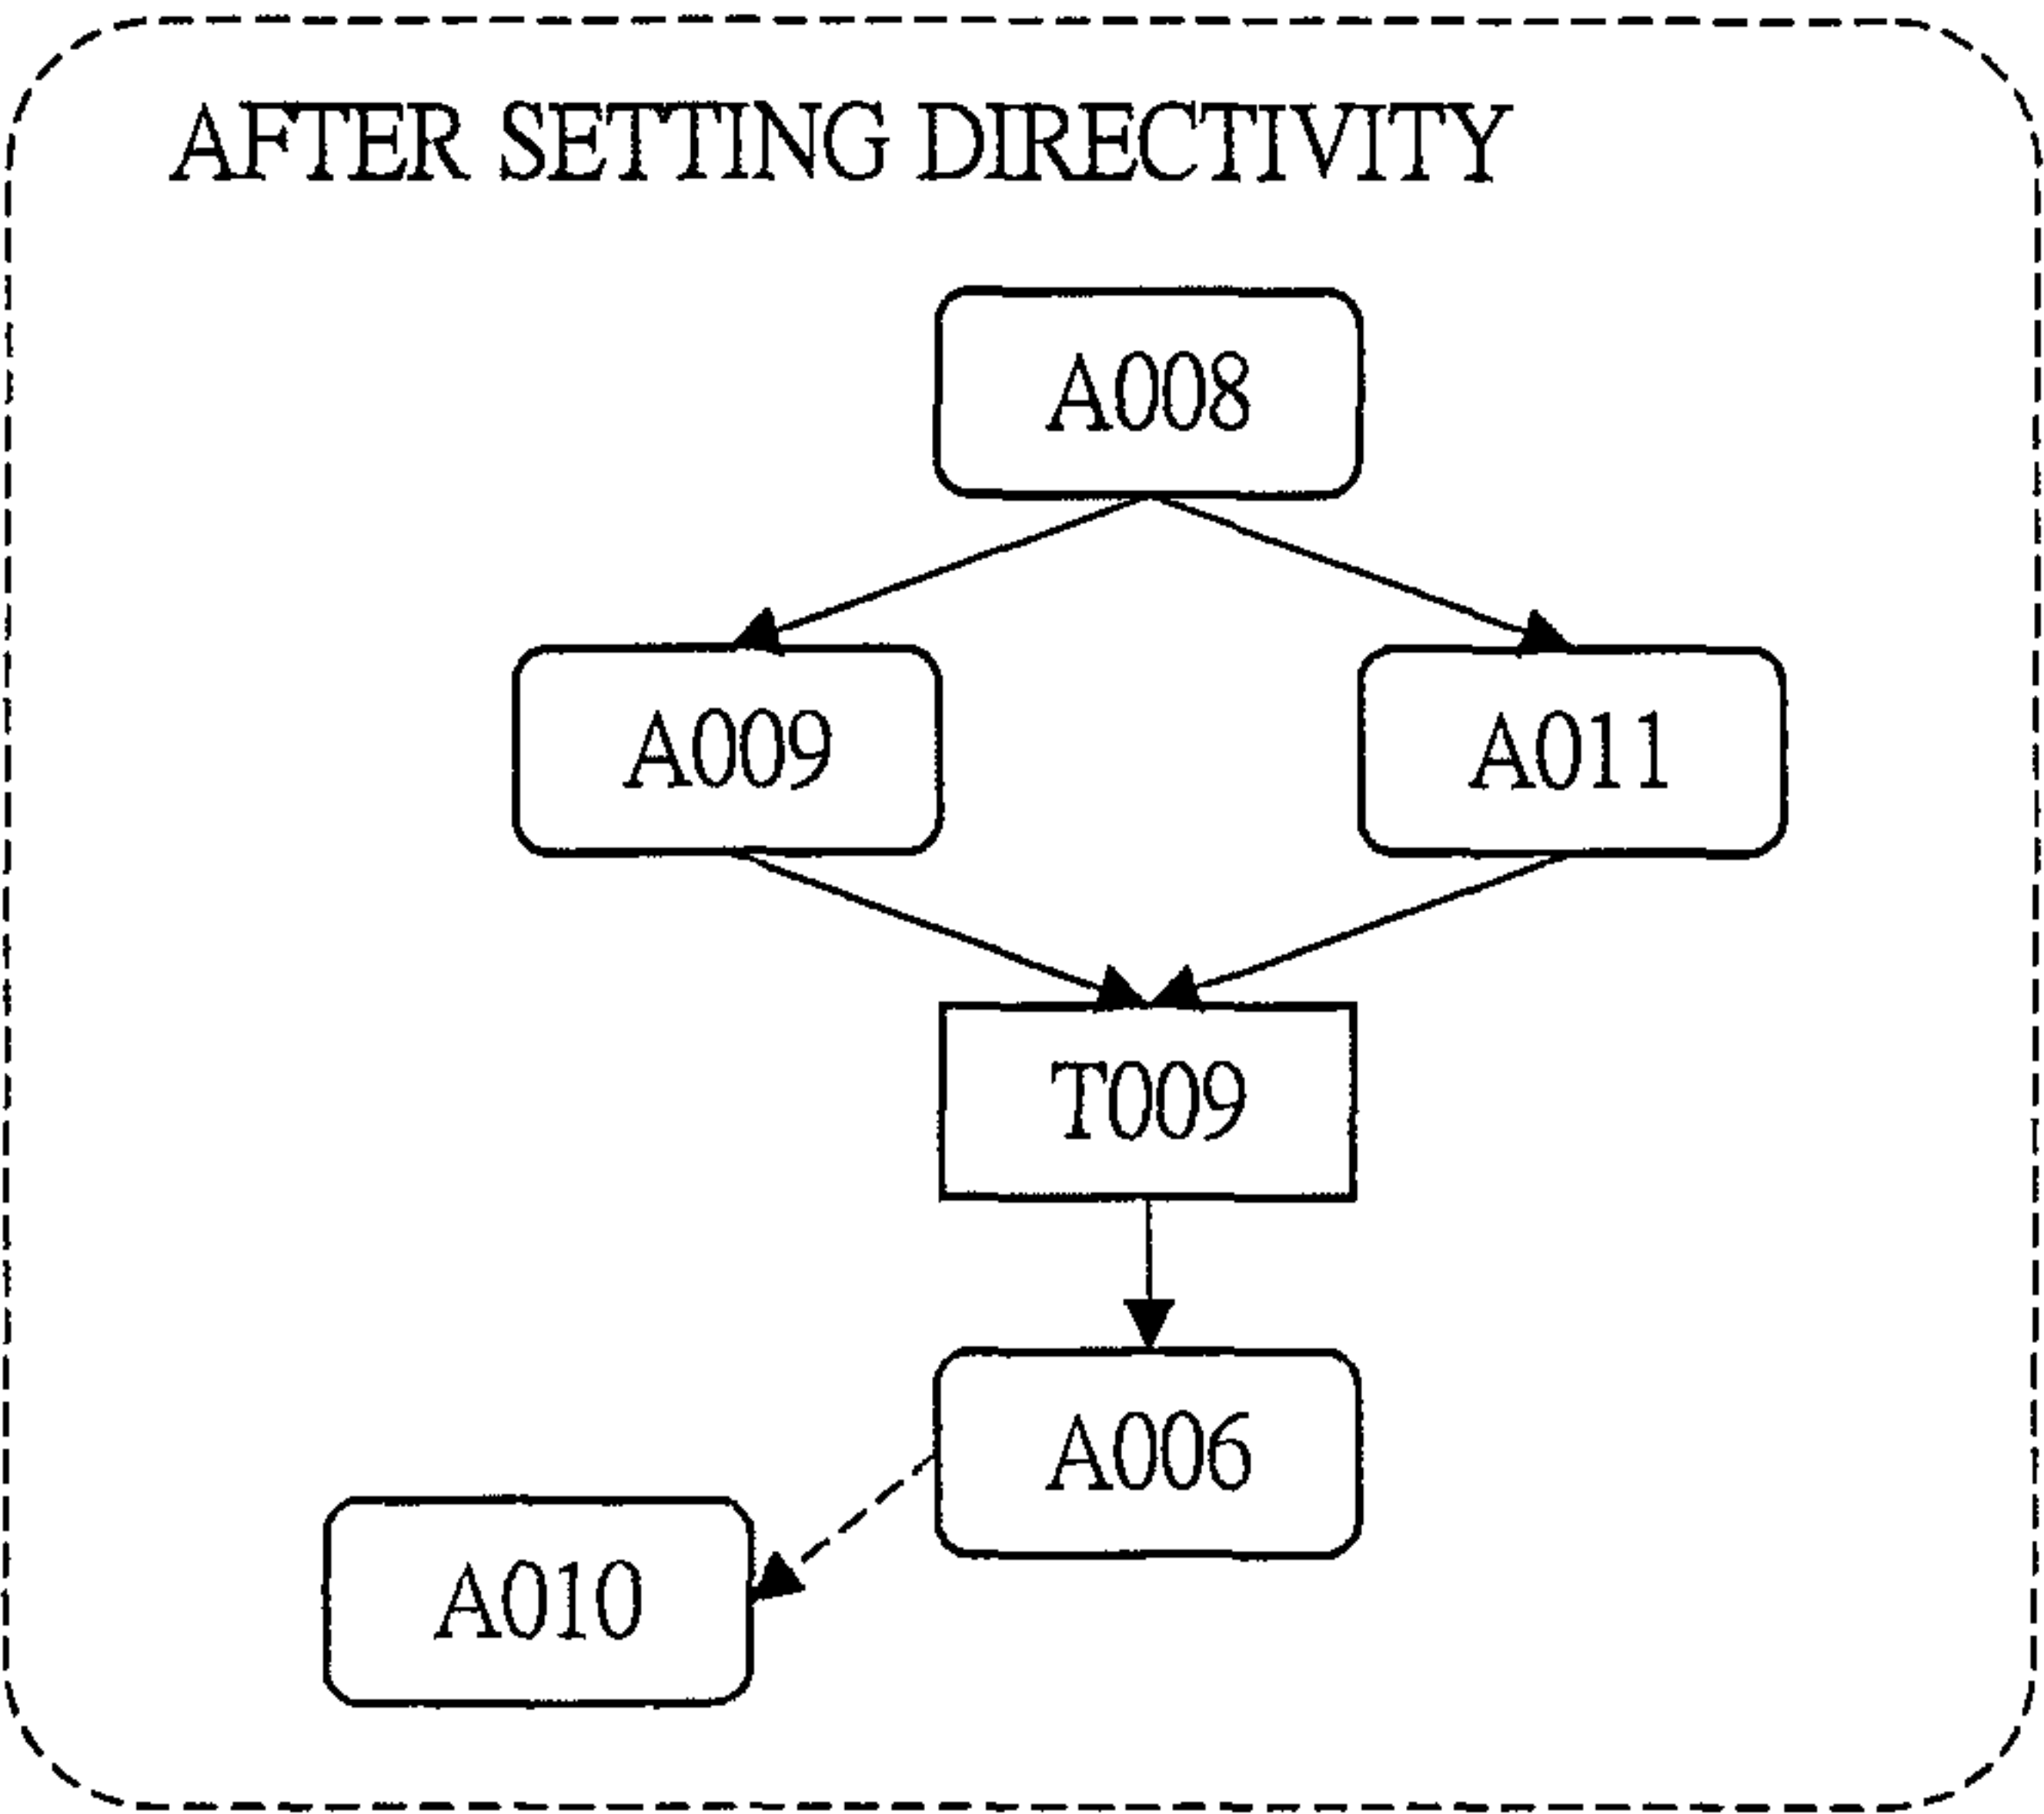 AFTER SETTING DIRECTIVITY
A008
A009
A011
T009
A006
A010